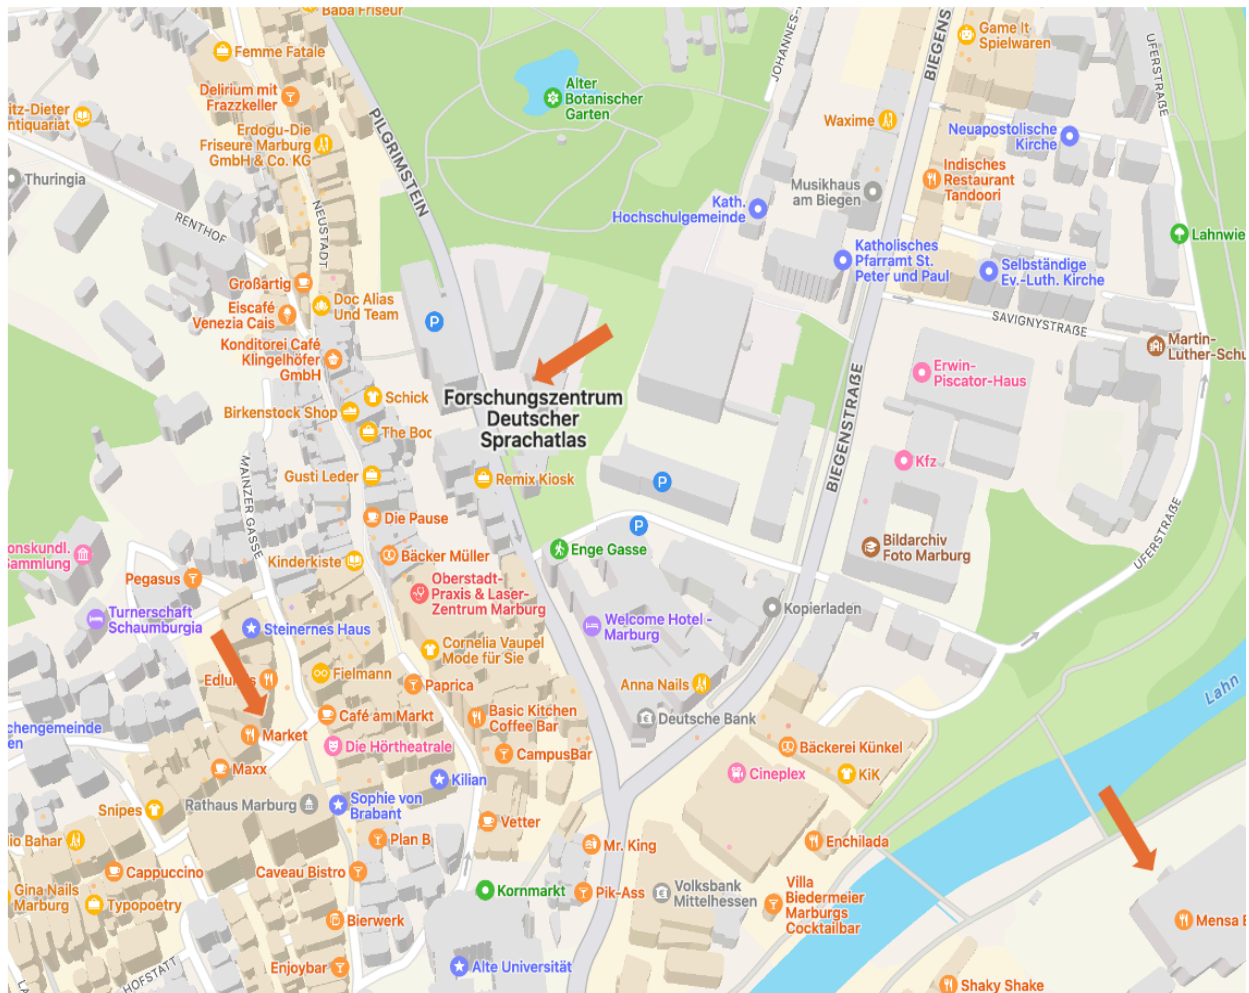 Baba Friseur
Femme Fatale
Delirium mit
Frazzkeller
itz-Dieter
ntiquariat
Erdogu-Die
Friseure Marburg
GmbH & Co. KG
Thuringia
RENTHOF
NEUSTADT
PILGRIMSTEIN
Alter
Botanischer
Garten
JOHANNES-
BIEGENS
Game It
Spielwaren
UFERSTRAßE
Waxime
Neuapostolische
Kirche
Indisches
Restaurant
Tandoori
Musikhaus
am Biegen
Kath.
Hochschulgemeinde
Katholisches
Pfarramt St.
Peter und Paul
Selbständige
Ev.-Luth. Kirche
Lahnwie
SAVIGNYSTRAßE
Martin-
Luther-Schu
Großartig
Eiscafé
Venezia Cais
Doc Alias
Und Team
P
Konditorei Café
Klingelhöfer
GmbH
Schick
Birkenstock Shop
The Boc
Forschungszentrum
Deutscher
Sprachatlas
Erwin-
Piscator-Haus
BIEGENSTRAßE
Kfz
MAINZER GASSE
Gusti Leder
Remix Kiosk
P
Die Pause
P
UFERSTRAßE
onskundl.
Sammlung
Kinderkiste
Bäcker Müller
Enge Gasse
Bildarchiv
Foto Marburg
Pegasus
Oberstadt-
Praxis & Laser-
Zentrum Marburg
Turnerschaft
Schaumburgia
Steinernes Haus
Welcome Hotel -
Marburg
Kopierladen
Cornelia Vaupel
Mode für Sie
Fielmann
Paprica
Anna Nails
Lahn
chengemeinde
en
Market
Café am Markt
Die Hörtheatrale
Basic Kitchen
Coffee Bar
Deutsche Bank
CampusBar
Bäckerei Künkel
Maxx
Kilian
Cineplex
KiK
Snipes
Rathaus Marburg
Sophie von
Brabant
Vetter
io Bahar
Plan B
Mr. King
Enchilada
Cappuccino
Caveau Bistro
Gina Nails
Marburg
Typopoetry
Kornmarkt
Pik-Ass
Volksbank
Mittelhessen
Villa
Biedermeier
Marburgs
Cocktailbar
Bierwerk
Mensa E
HOFSTATT
Enjoybar
Alte Universität
Shaky Shake